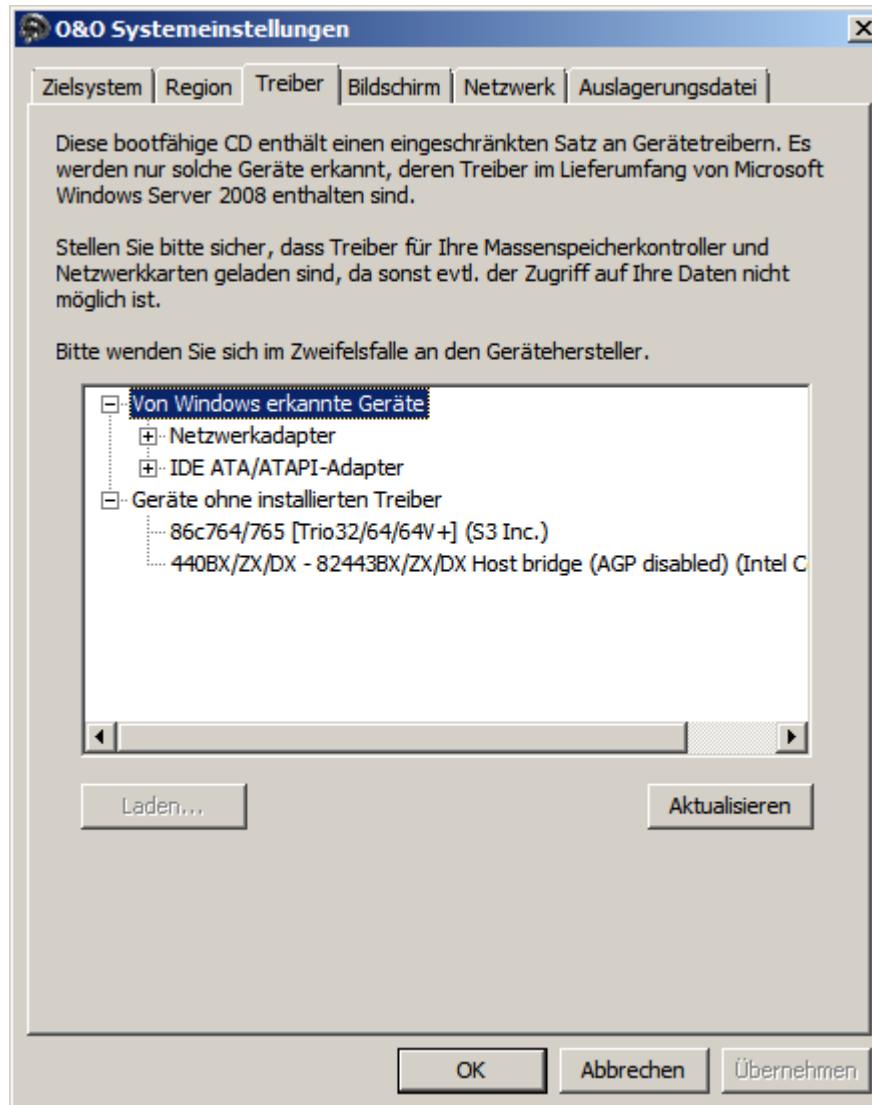 O&O Systemeinstellungen
Zielsystem Region Treiber Bildschirm Netzwerk Auslagerungsdatei
Diese bootfähige CD enthält einen eingeschränkten Satz an Gerätetreibern. Es
werden nur solche Geräte erkannt, deren Treiber im Lieferumfang von Microsoft
Windows Server 2008 enthalten sind.
Stellen Sie bitte sicher, dass Treiber für Ihre Massenspeicherkontroller und
Netzwerkkarten geladen sind, da sonst evtl. der Zugriff auf Ihre Daten nicht
möglich ist.
Bitte wenden Sie sich im Zweifelsfalle an den Gerätehersteller.
Von Windows erkannte Geräte
Netzwerkadapter
IDE ATA/ATAPI-Adapter
Geräte ohne installierten Treiber
86c764/765 [Trio32/64/64V+] (S3 Inc.)
440BX/ZX/DX - 82443BX/ZX/DX Host bridge (AGP disabled) (Intel C
Laden... Aktualisieren
OK Abbrechen Übernehmen